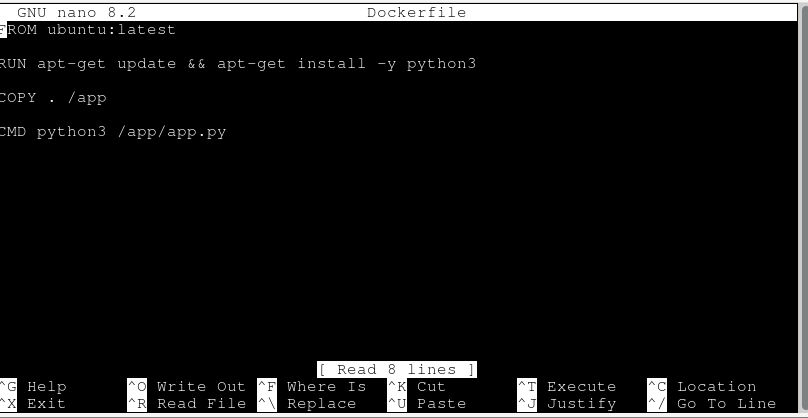 GNU nano 8.2 Dockerfile
FROM ubuntu:latest
RUN apt-get update && apt-get install -y python3
COPY . /app
CMD python3 /app/app.py
[ Read 8 lines ]
^G Help ^O Write Out ^F Where Is ^K Cut ^T Execute ^C Location
^X Exit ^R Read File ^\ Replace ^U Paste ^J Justify ^/ Go To Line